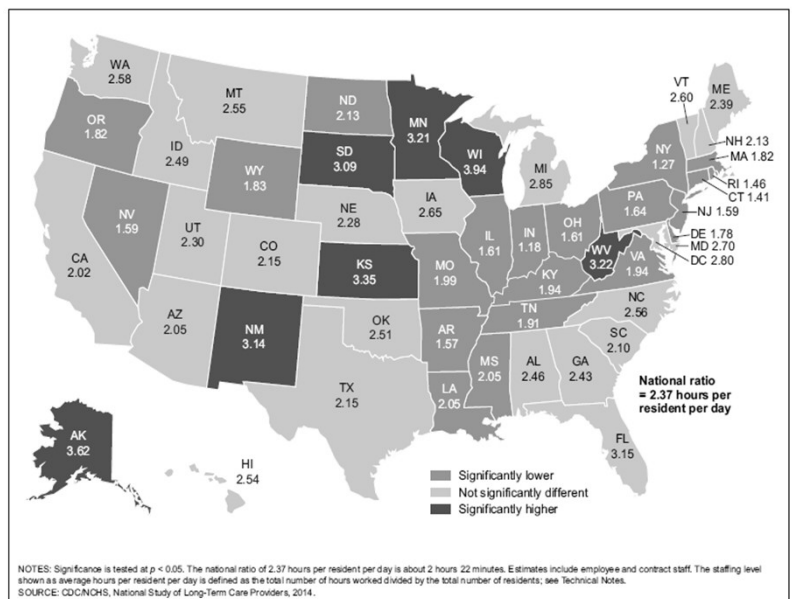 WA
2.58
MT
2.55
ND
2.13
MN
3.21
VT
2.60
ME
2.39
OR
1.82
ID
2.49
WY
1.83
SD
3.09
WI
3.94
MI
2.85
NY
1.27
NH 2.13
MA 1.82
RI 1.46
CT 1.41
NV
1.59
UT
2.30
NE
2.28
IA
2.65
PA
1.64
NJ 1.59
DE 1.78
MD 2.70
DC 2.80
CA
2.02
CO
2.15
KS
3.35
MO
1.99
IL
1.61
IN
1.18
OH
1.61
WV
3.22
VA
1.94
KY
1.94
NC
2.56
TN
1.91
AZ
2.05
NM
3.14
OK
2.51
AR
1.57
SC
2.10
MS
2.05
AL
2.46
GA
2.43
TX
2.15
LA
2.05
National ratio
= 2.37 hours per
resident per day
FL
3.15
AK
3.62
HI
2.54
Significantly lower
Not significantly different
Significantly higher
NOTES: Significance is tested at p < 0.05. The national ratio of 2.37 hours per resident per day is about 2 hours 22 minutes. Estimates include employee and contract staff. The staffing level
shown as average hours per resident per day is defined as the total number of hours worked divided by the total number of residents; see Technical Notes.
SOURCE: CDC/NCHS, National Study of Long-Term Care Providers, 2014.